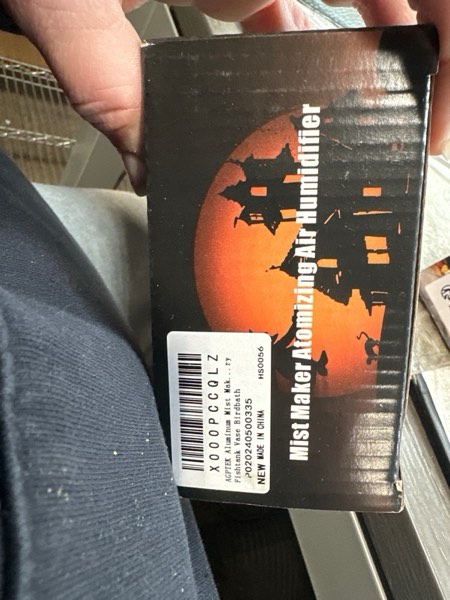 Mist Maker Atomizing Air Humidifier
X000PCCQLZ
AGPTEK Aluminum Mist Mak...ry
Fishtank Vase Birdbath
P020240500335
HS0056
NEW MADE IN CHINA